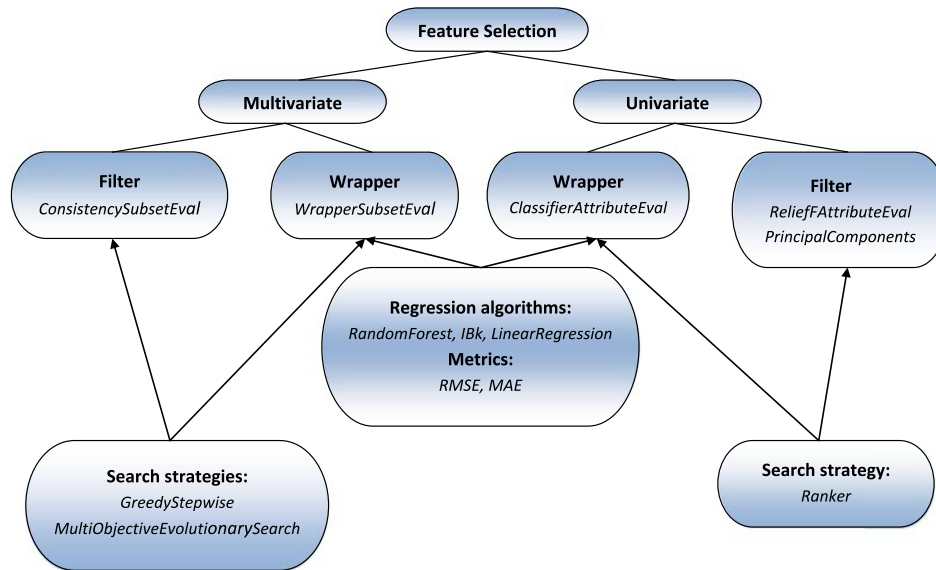 Feature Selection
Multivariate
Univariate
Filter
ConsistencySubsetEval
Wrapper
WrapperSubsetEval
Wrapper
ClassifierAttributeEval
Filter
ReliefFAttributeEval
PrincipalComponents
Regression algorithms:
RandomForest, IBk, LinearRegression
Metrics:
RMSE, MAE
Search strategies:
GreedyStepwise
MultiObjectiveEvolutionarySearch
Search strategy:
Ranker